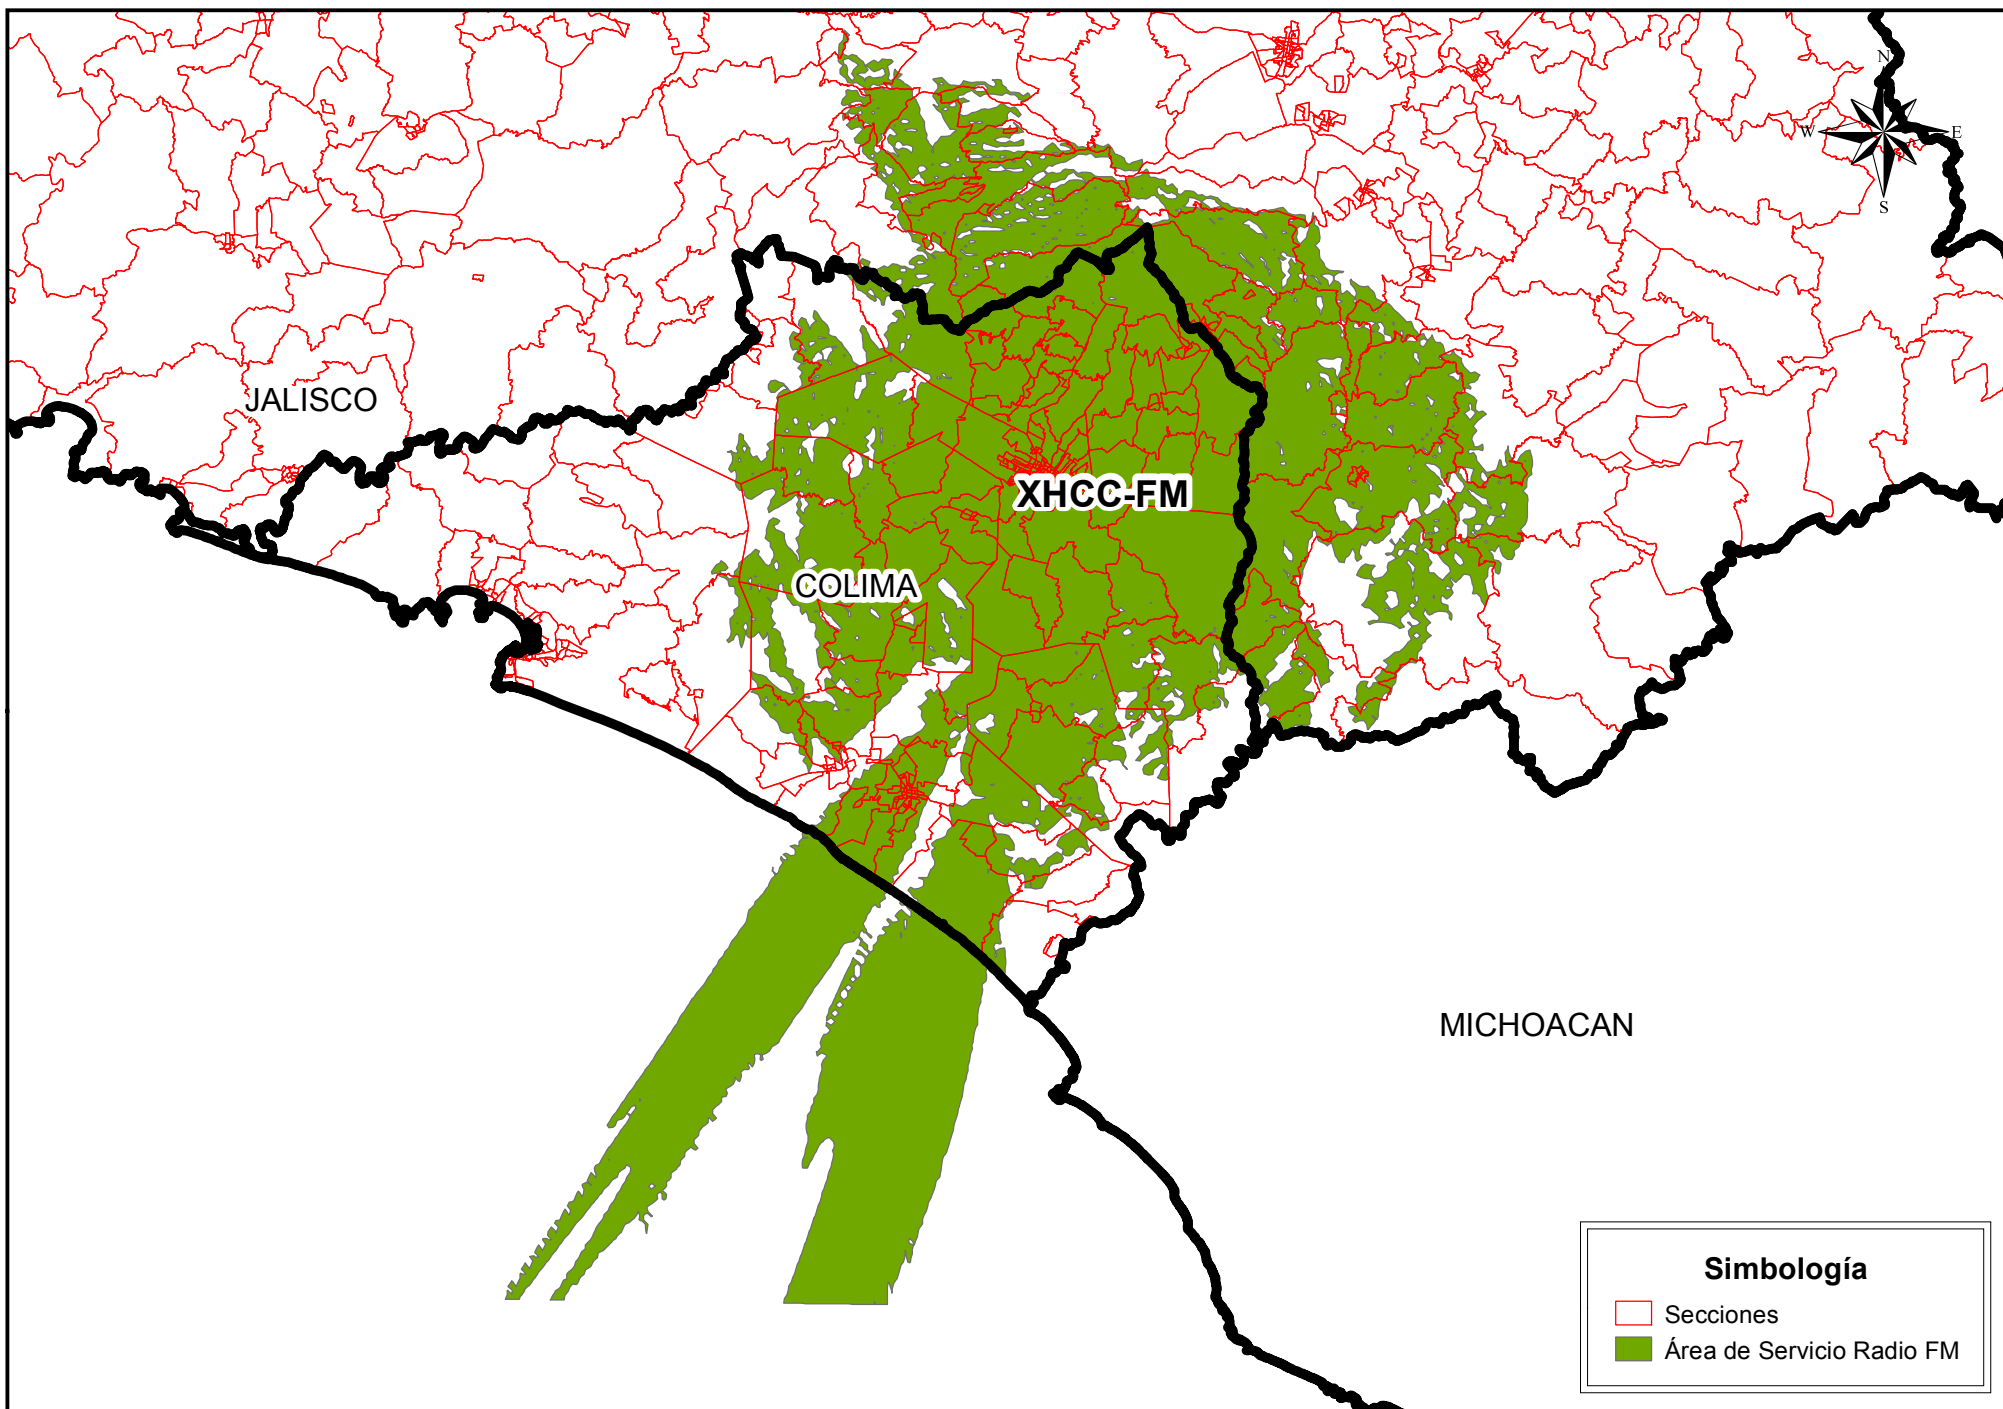 N
W
E
S
JALISCO
XHCC-FM
COLIMA
MICHOACAN
Simbología
Secciones
Área de Servicio Radio FM